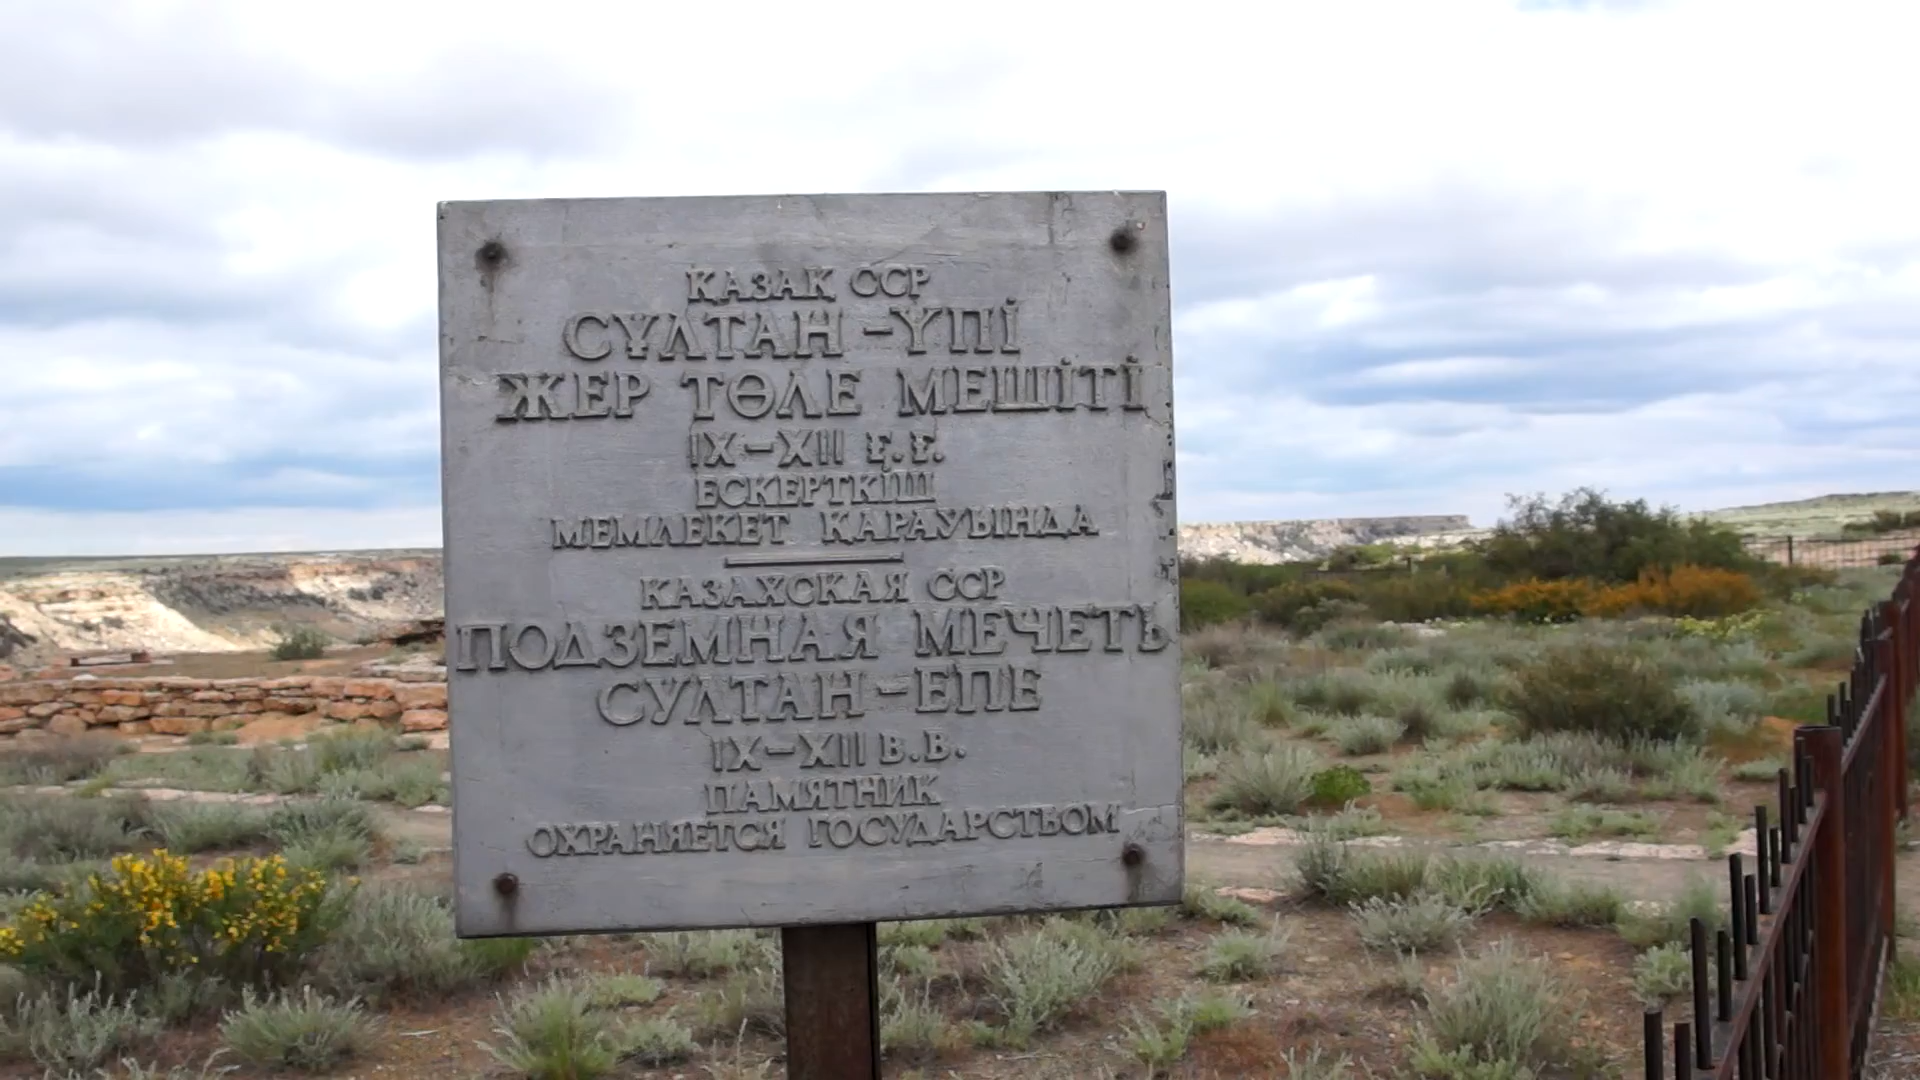 ҚАЗАҚ ССР
СҰЛТАН-ҮПІ
ЖЕР ТӨЛЕ МЕШІТІ
IX-XII Ғ.Ғ.
ЕСКЕРТКІШ
МЕМЛЕКЕТ ҚАРАУЫНДА
КАЗАХСКАЯ ССР
ПОДЗЕМНАЯ МЕЧЕТЬ
СУЛТАН-ЕПЕ
IX-XII В.В.
ПАМЯТНИК
ОХРАНЯЕТСЯ ГОСУДАРСТВОМ